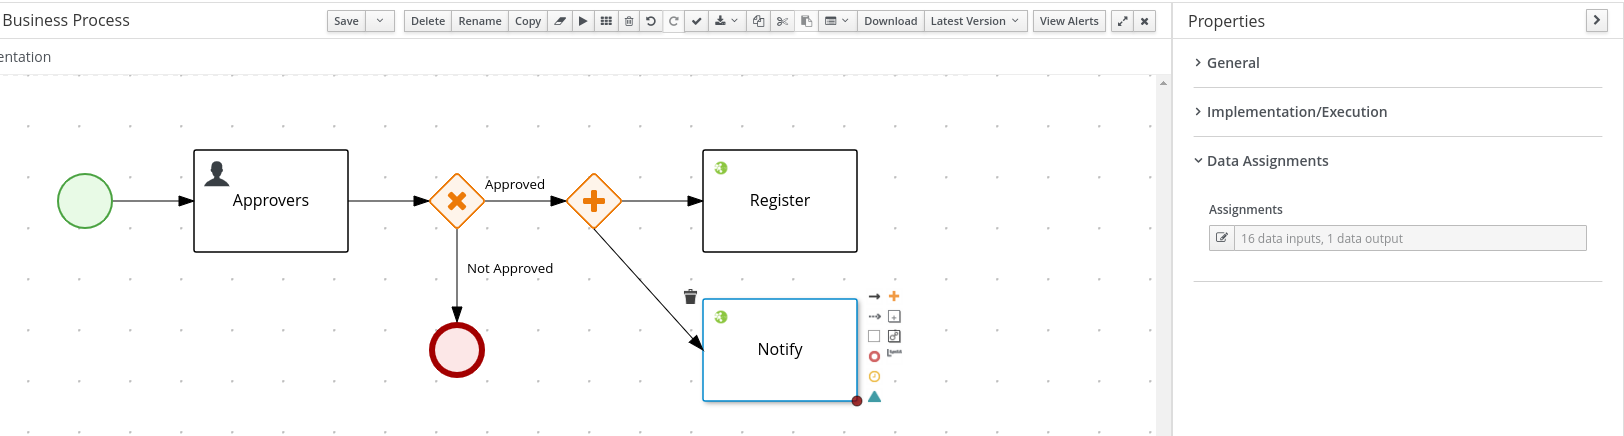 Business Process
Save
Delete
Rename
Copy
Download
Latest Version
View Alerts
Properties
entation
General
Implementation/Execution
Data Assignments
Assignments
16 data inputs, 1 data output
Approvers
Approved
Register
Not Approved
Notify